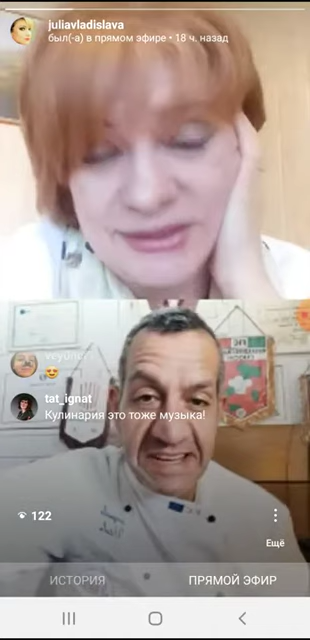 juliavladislava
был(-а) в прямом эфире • 18 ч. назад
tat_ignat
Кулинария это тоже музыка!
122
Ещё
ИСТОРИЯ
ПРЯМОЙ ЭФИР